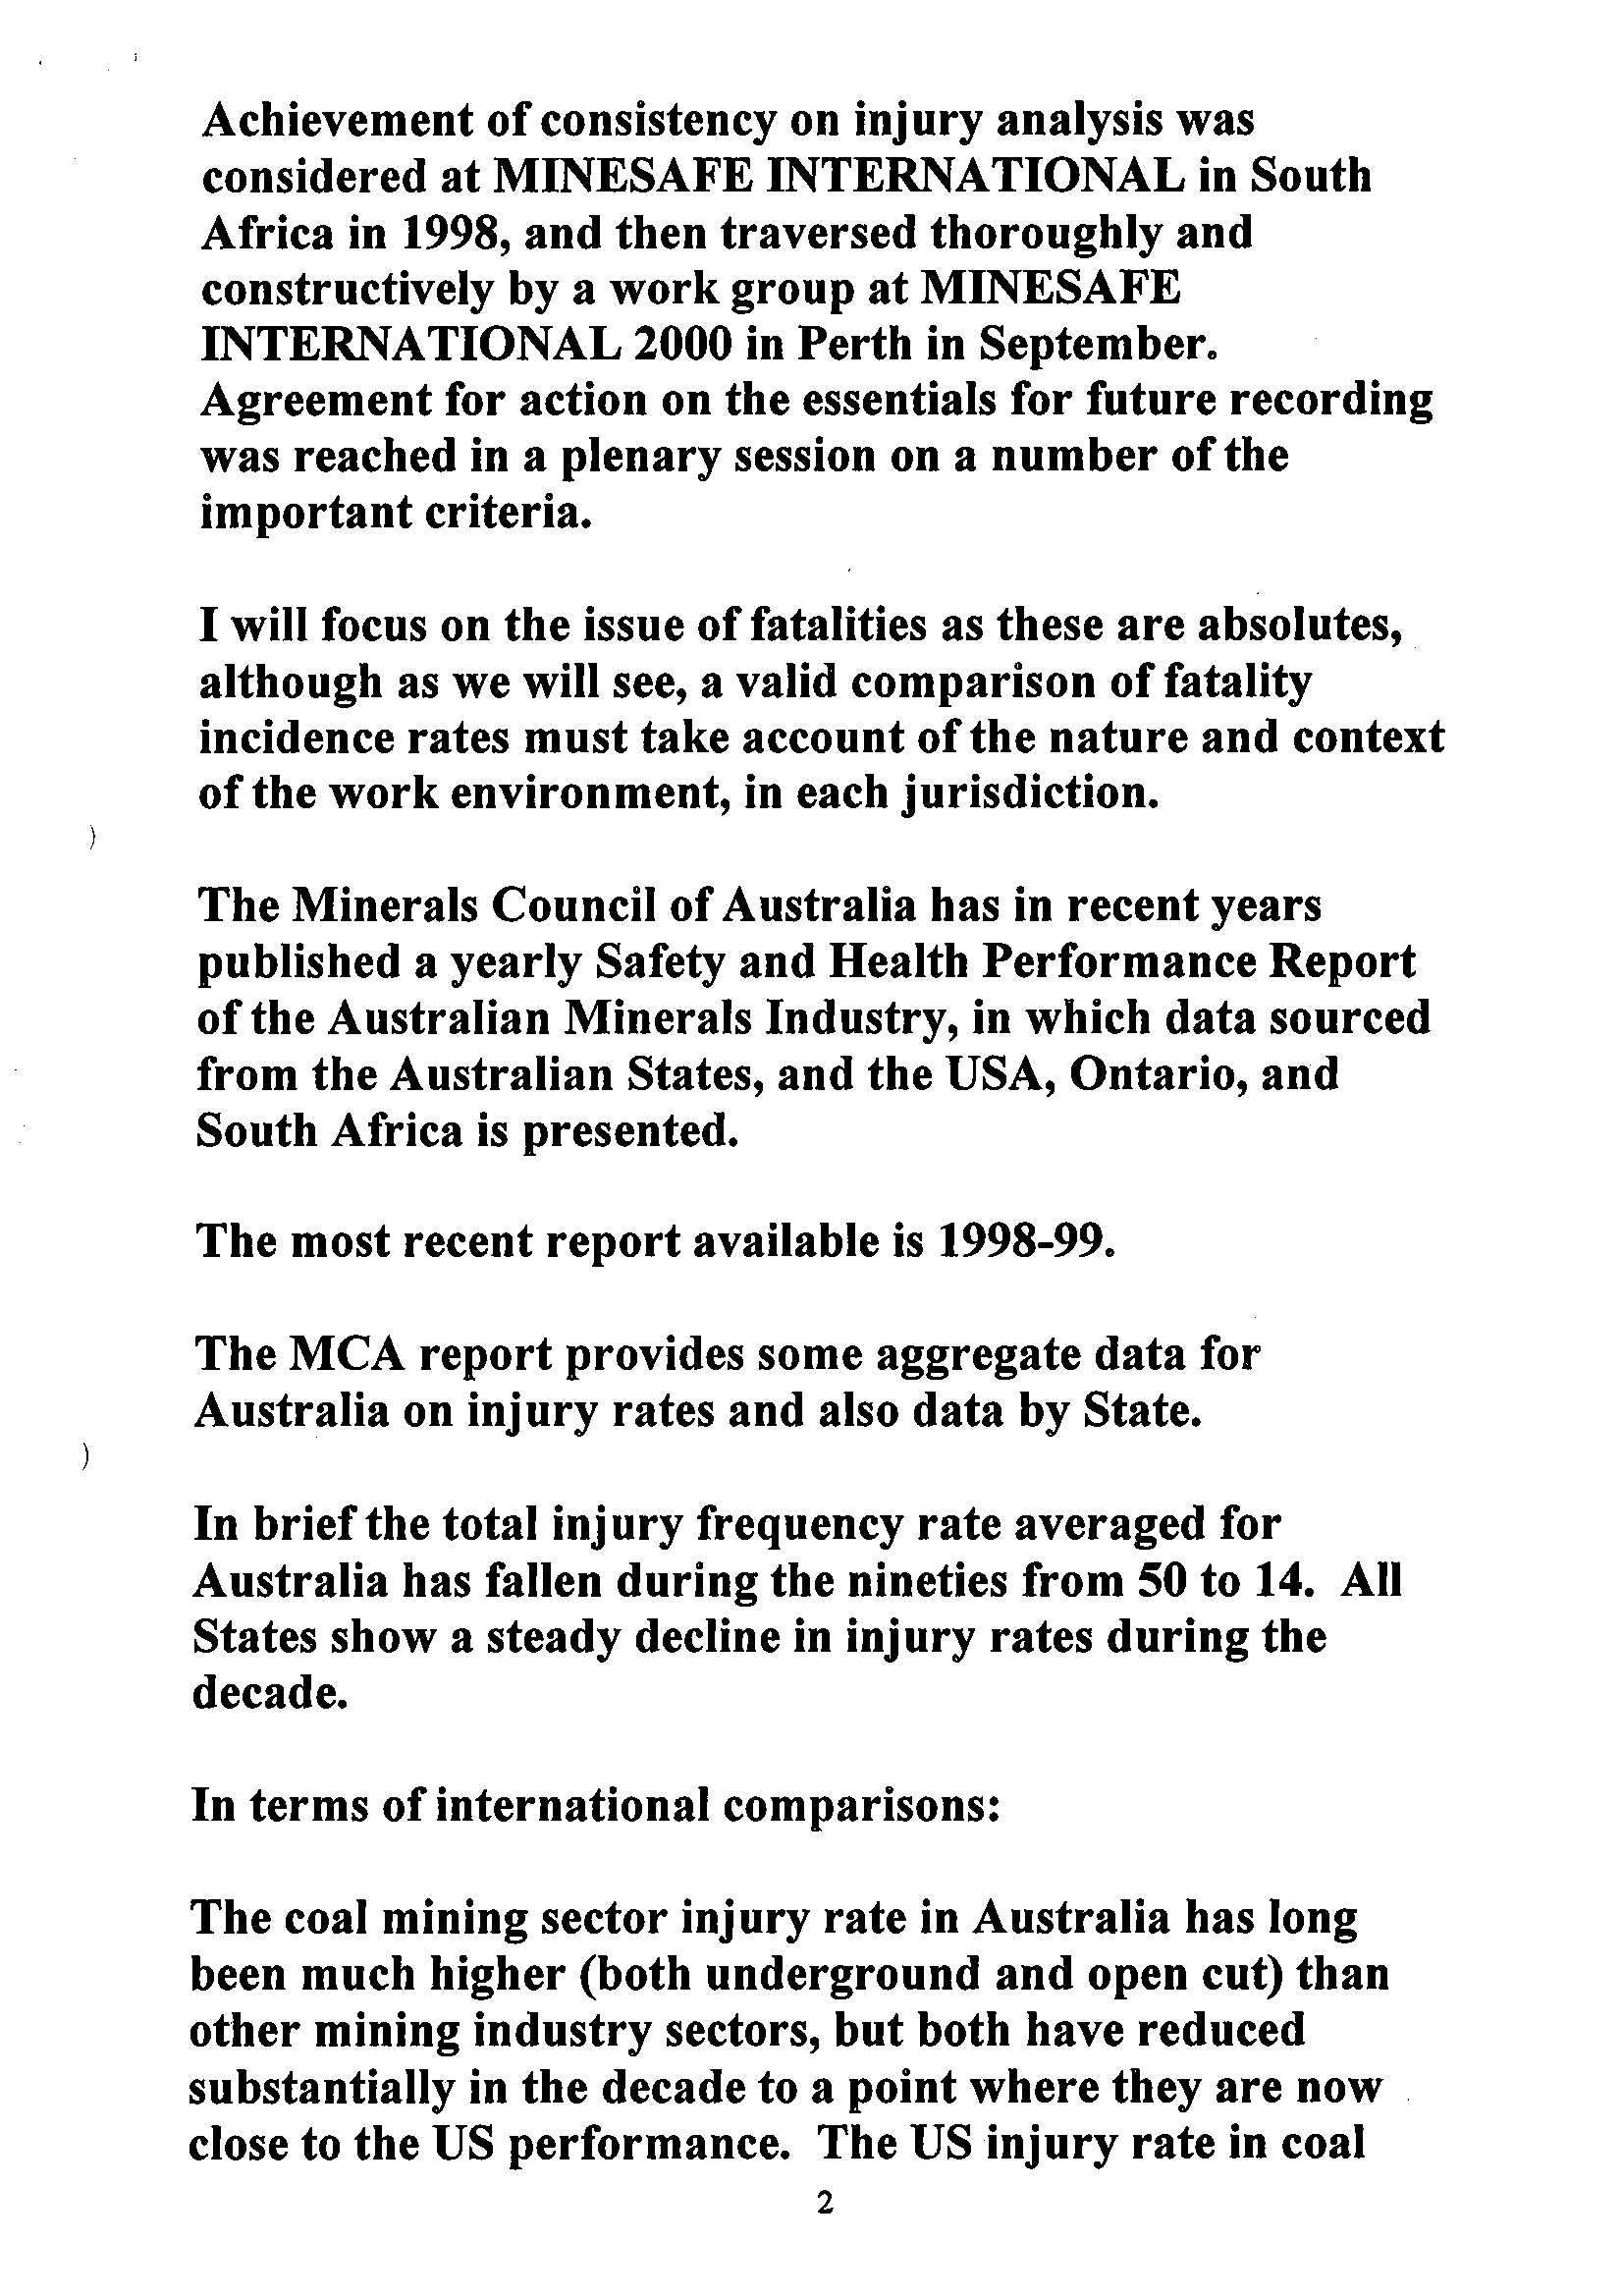 Achievement of consistency on injury analysis was
considered at MINESAFE INTERNATIONAL in South
Africa in 1998, and then traversed thoroughly and
constructively by a work group at MINESAFE
INTERNATIONAL 2000 in Perth in September.
Agreement for action on the essentials for future recording
was reached in a plenary session on a number of the
important criteria.
I will focus on the issue of fatalities as these are absolutes,
although as we will see, a valid comparison of fatality
incidence rates must take account of the nature and context
of the work environment, in each jurisdiction.
The Minerals Council of Australia has in recent years
published a yearly Safety and Health Performance Report
of the Australian Minerals Industry, in which data sourced
from the Australian States, and the USA, Ontario, and
South Africa is presented.
The most recent report available is 1998-99.
The MCA report provides some aggregate data for
Australia on injury rates and also data by State.
In brief the total injury frequency rate averaged for
Australia has fallen during the nineties from 50 to 14. All
States show a steady decline in injury rates during the
decade.
In terms of international comparisons:
The coal mining sector injury rate in Australia has long
been much higher (both underground and open cut) than
other mining industry sectors, but both have reduced
substantially in the decade to a point where they are now
close to the US performance. The US injury rate in coal
2